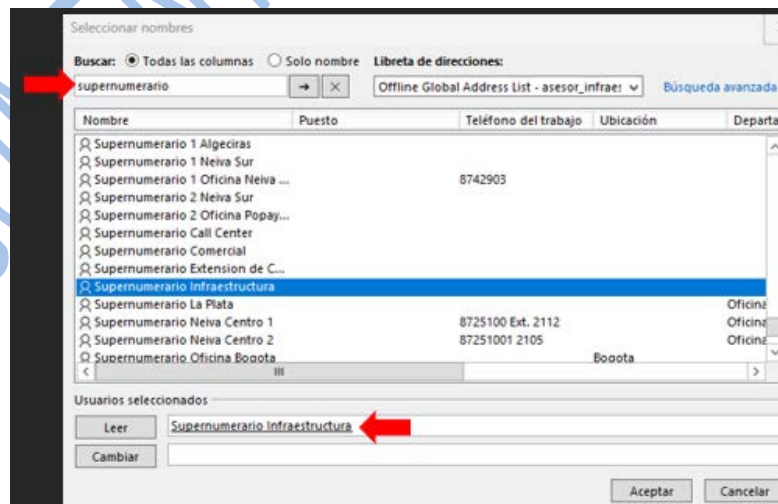 Seleccionar nombres
Buscar: Todas las columnas Solo nombre Libreta de direcciones:
supernumerario Offline Global Address List - asesor_infrae: Búsqueda avanzada
Nombre Puesto Teléfono del trabajo Ubicación Departa
Supernumerario 1 Algeciras
Supernumerario 1 Neiva Sur
Supernumerario 1 Oficina Neiva ... 8742903
Supernumerario 2 Neiva Sur
Supernumerario 2 Oficina Popay...
Supernumerario Call Center
Supernumerario Comercial
Supernumerario Extension de C...
Supernumerario Infraestructura
Supernumerario La Plata Oficina
Supernumerario Neiva Centro 1 8725100 Ext. 2112 Oficina
Supernumerario Neiva Centro 2 87251001 2105 Oficina
Supernumerario Oficina Bogota Bogota
Usuarios seleccionados
Leer Supernumerario Infraestructura
Cambiar
Aceptar Cancelar